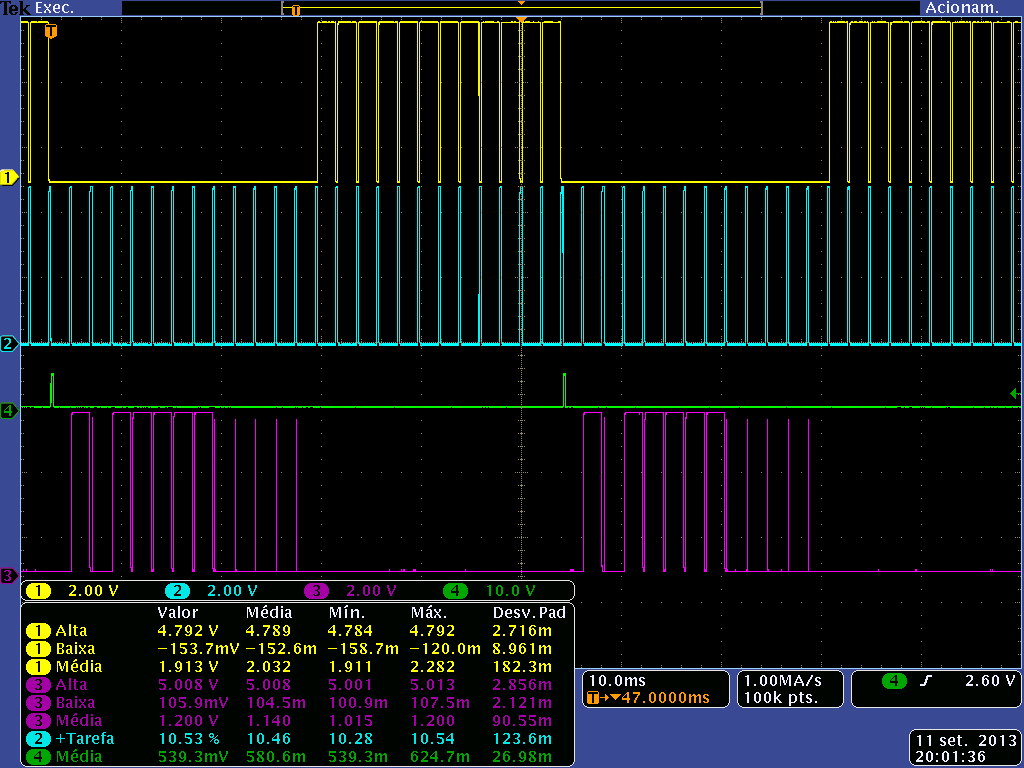 Tek Exec. Acionam.
T
T
1
2
4
3
1 2.00 V 2 2.00 V 3 2.00 V 4 10.0 V
Valor Média Mín. Máx. Desv.Pad
1 Alta 4.792 V 4.789 4.784 4.792 2.716m
1 Baixa −153.7mV −152.6m −158.7m −120.0m 8.961m
1 Média 1.913 V 2.032 1.911 2.282 182.3m
3 Alta 5.008 V 5.008 5.001 5.013 2.856m
3 Baixa 105.9mV 104.5m 100.9m 107.5m 2.121m
3 Média 1.200 V 1.140 1.015 1.200 90.55m
2 +Tarefa 10.53 % 10.46 10.28 10.54 123.6m
4 Média 539.3mV 580.6m 539.3m 624.7m 26.98m
10.0ms
T→▼47.0000ms
1.00MA/s
100k pts.
4 2.60 V
11 set. 2013
20:01:36